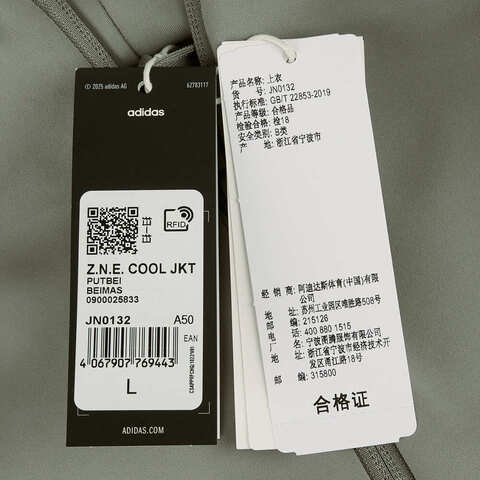 © 2025 adidas AG
62783117
adidas
RFID
Z.N.E. COOL JKT
PUTBEI
BEIMAS
0900025833
JN0132 A50
EAN
4 067907 769443
L
ADIDAS.COM
产品名称: 上衣
货 号: JN0132
执行标准: GB/T 22853-2019
产品等级: 合格品
检验合格: 检18
安全类别: B类
产 地: 浙江省宁波市
经 销 商: 阿迪达斯体育(中国)有限
公司
地 址: 苏州工业园区唯胜路508号
邮 编: 215126
电 话: 400 880 1515
厂 名: 宁波甬腾服饰有限公司
地 址: 浙江省宁波市经济技术开
发区甬江路18号
邮 编: 315800
合格证